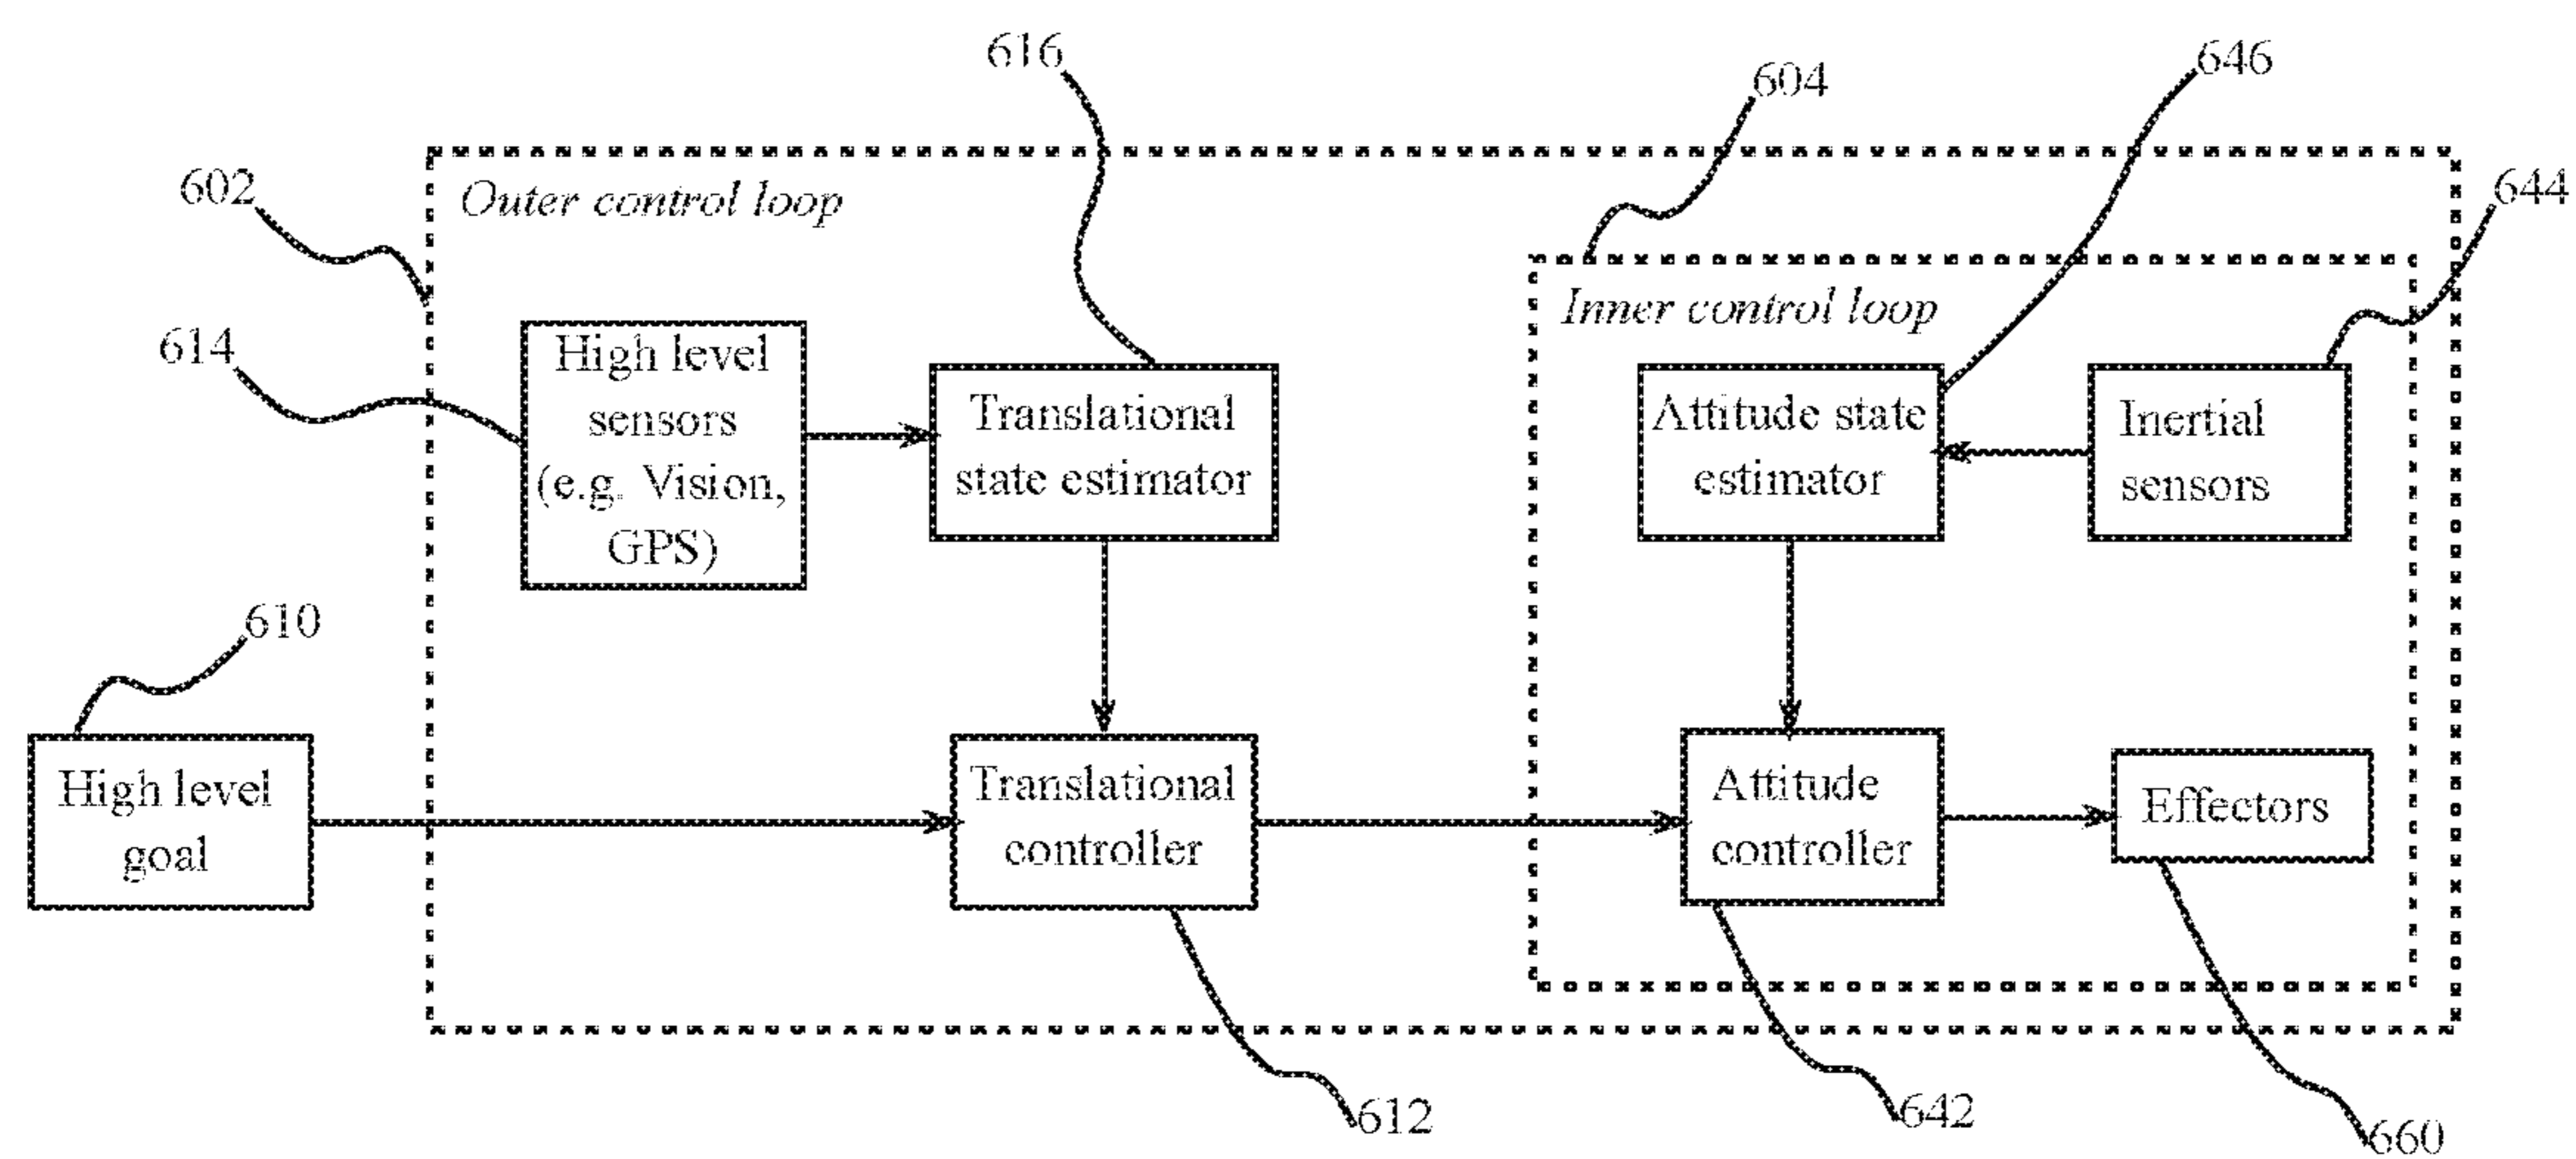 616
646
604
602
Outer control loop
644
Inner control loop
614
High level
sensors
(e.g. Vision,
GPS)
Translational
state estimator
Attitude state
estimator
Inertial
sensors
610
High level
goal
Translational
controller
Attitude
controller
Effectors
612
642
660